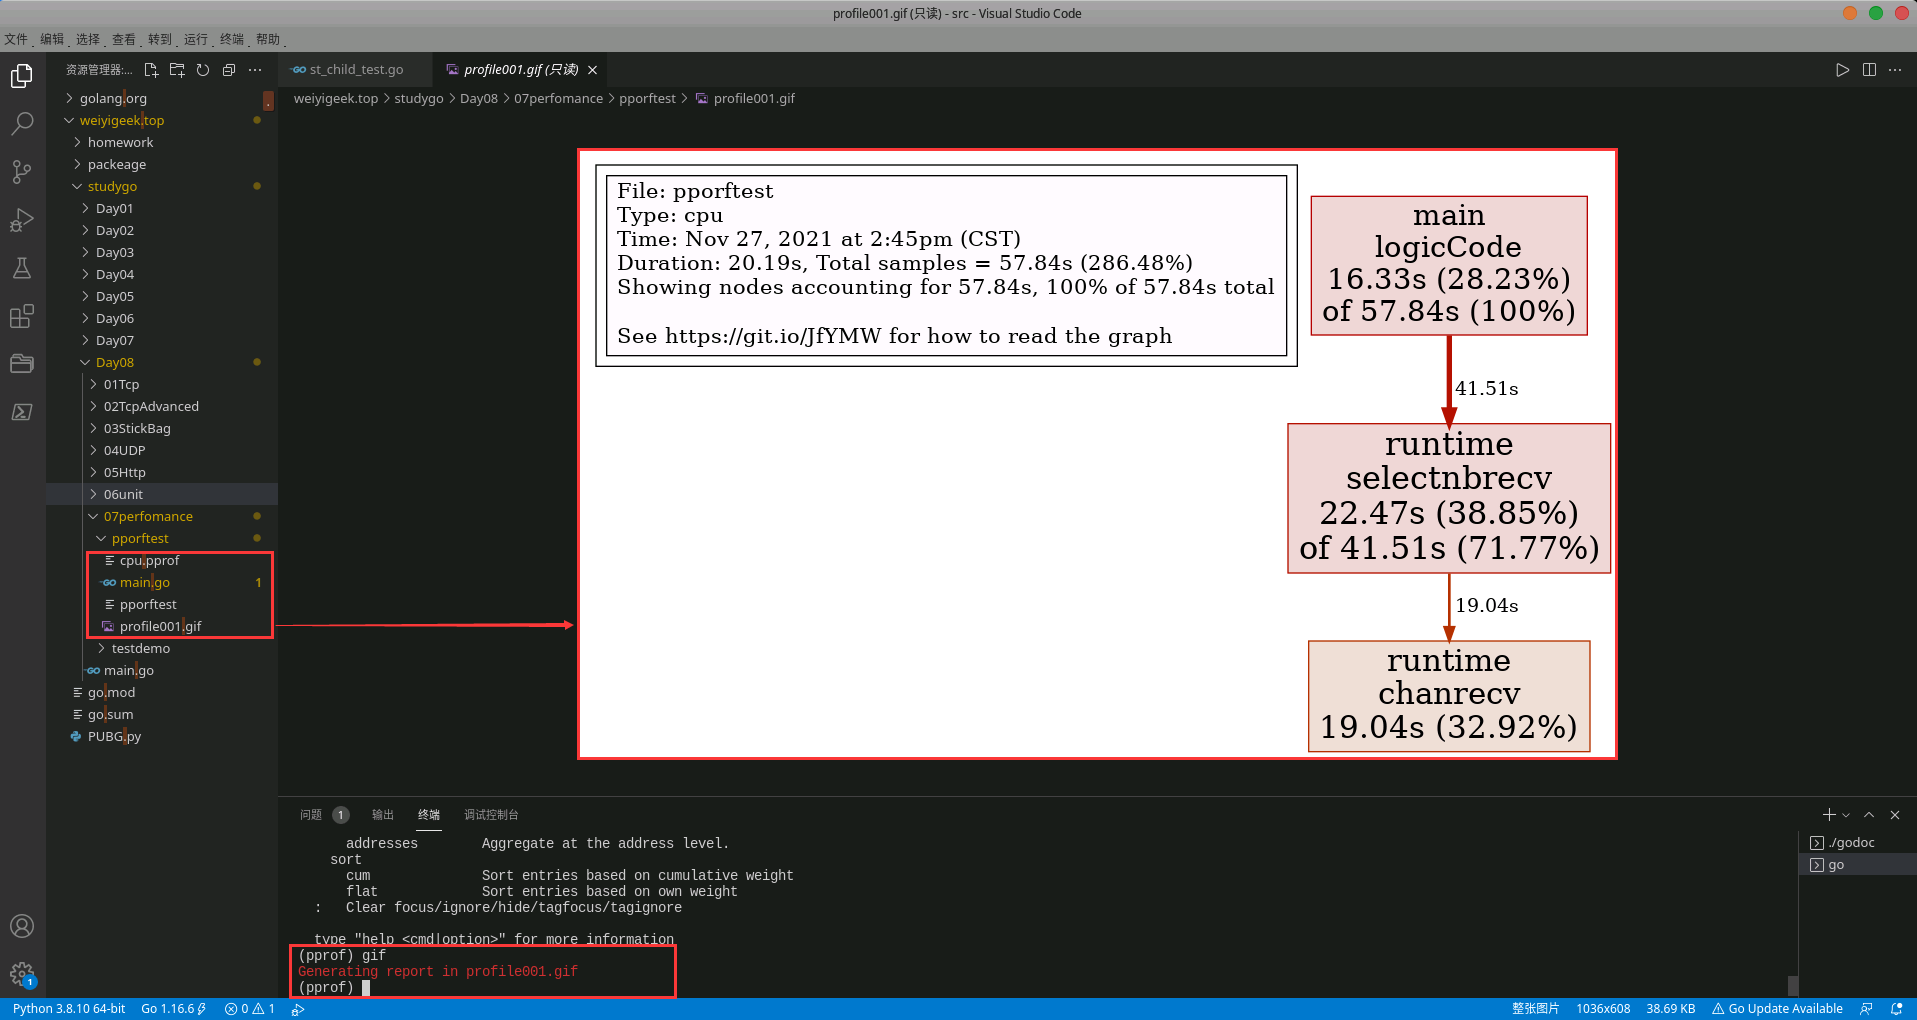 profile001.gif (只读) - src - Visual Studio Code
文件 编辑 选择 查看 转到 运行 终端 帮助
资源管理器:...
golang.org
weiyigeek.top
homework
packeage
studygo
Day01
Day02
Day03
Day04
Day05
Day06
Day07
Day08
01Tcp
02TcpAdvanced
03StickBag
04UDP
05Http
06unit
07perfomance
pporftest
cpu.pprof
main.go 1
pporftest
profile001.gif
testdemo
main.go
go.mod
go.sum
PUBG.py
st_child_test.go
profile001.gif (只读)
weiyigeek.top > studygo > Day08 > 07perfomance > pporftest > profile001.gif
File: pporftest
Type: cpu
Time: Nov 27, 2021 at 2:45pm (CST)
Duration: 20.19s, Total samples = 57.84s (286.48%)
Showing nodes accounting for 57.84s, 100% of 57.84s total
See https://git.io/JfYMW for how to read the graph
main
logicCode
16.33s (28.23%)
of 57.84s (100%)
41.51s
runtime
selectnbrecv
22.47s (38.85%)
of 41.51s (71.77%)
19.04s
runtime
chanrecv
19.04s (32.92%)
问题 1 输出 终端 调试控制台
addresses Aggregate at the address level.
sort
cum Sort entries based on cumulative weight
flat Sort entries based on own weight
: Clear focus/ignore/hide/tagfocus/tagignore
type "help <cmd|option>" for more information
(pprof) gif
Generating report in profile001.gif
(pprof)
./godoc
go
1
Python 3.8.10 64-bit Go 1.16.6 0 1
整张图片 1036x608 38.69 KB Go Update Available